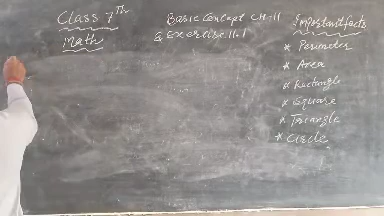 Class 7Th
Math
Basic Concept CH-11
& Exercise 11.1
Important facts
* Perimeter
* Area
* Rectangle
* Square
* Triangle
* Circle